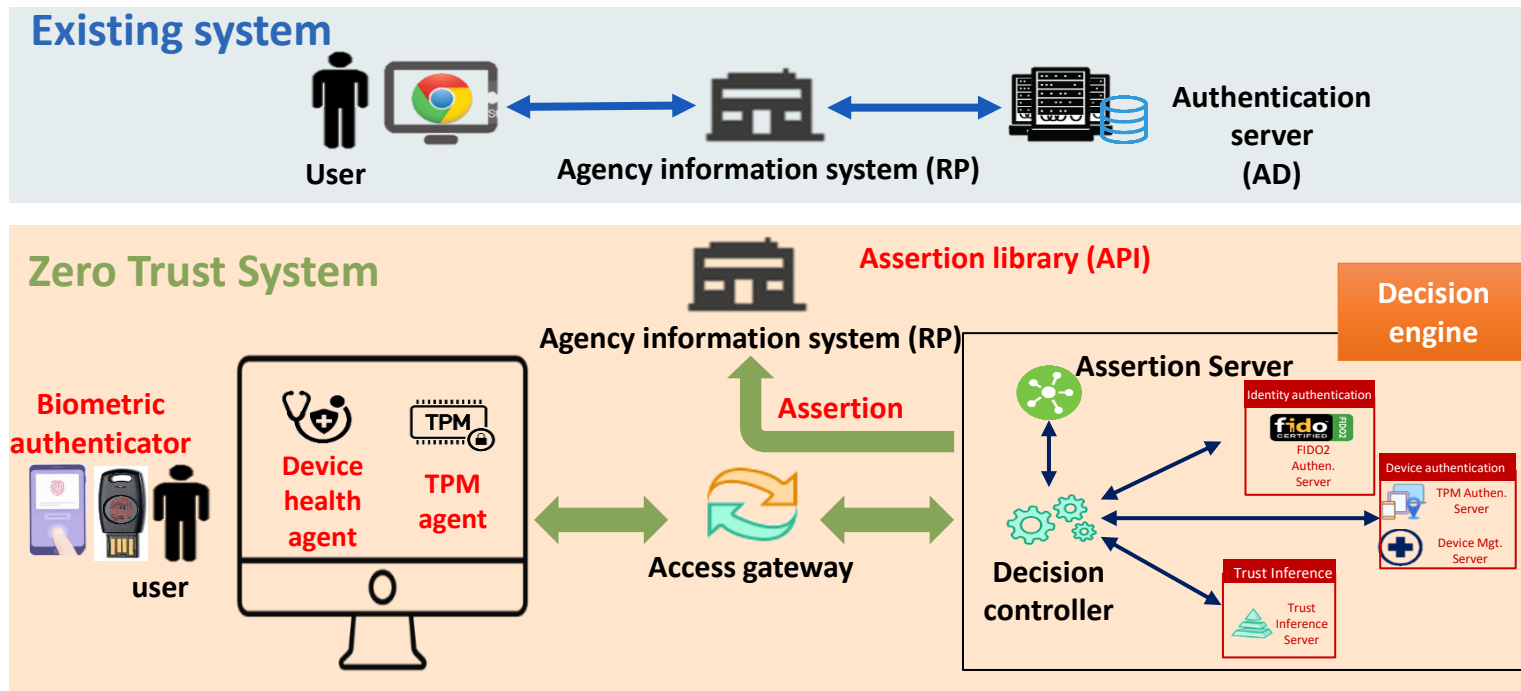 Existing system
User
Agency information system (RP)
Authentication
server
(AD)
Zero Trust System
Assertion library (API)
Decision
engine
Agency information system (RP)
Assertion Server
Biometric
authenticator
user
Device
health
agent
TPM
TPM
agent
Assertion
Access gateway
Decision
controller
Identity authentication
fido
CERTIFIED
FIDO2
FIDO2
Authen.
Server
Device authentication
TPM Authen.
Server
Device Mgt.
Server
Trust Inference
Trust
Inference
Server